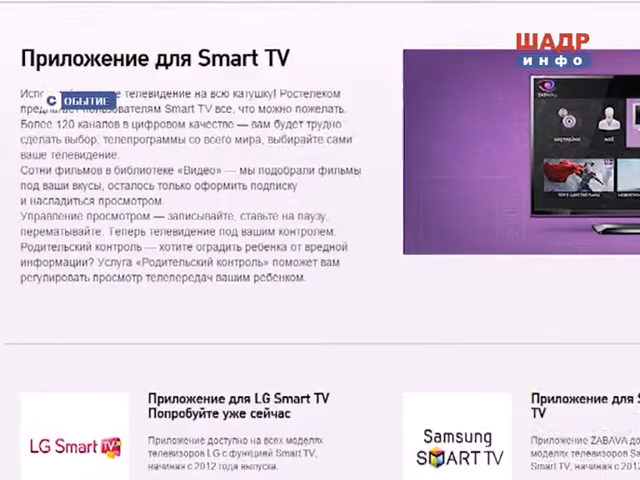 ШАДР
инфо
Приложение для Smart TV
телевидение на всю катушку! Ростелеком
СОБЫТИЕ
пользователям Smart TV все, что можно пожелать.
Более 120 каналов в цифровом качестве — вам будет трудно
сделать выбор, телепрограммы со всего мира, выбирайте сами
ваше телевидение.
Сотни фильмов в библиотеке «Видео» — мы подобрали фильмы
под ваши вкусы, осталось только оформить подписку
и насладиться просмотром.
Управление просмотром — записывайте, ставьте на паузу,
перематывайте. Теперь телевидение под вашим контролем.
Родительский контроль — хотите оградить ребенка от вредной
информации? Услуга «Родительский контроль» поможет вам
регулировать просмотр телепередач вашим ребенком.
LG Smart TV
Приложение для LG Smart TV
Попробуйте уже сейчас
Приложение доступно на всех моделях
телевизоров LG с функцией Smart TV,
начиная с 2012 года выпуска.
Samsung
SMART TV
Приложение для S
TV
Приложение ZABAVA до
моделях телевизоров Sa
Smart TV, начиная с 2012